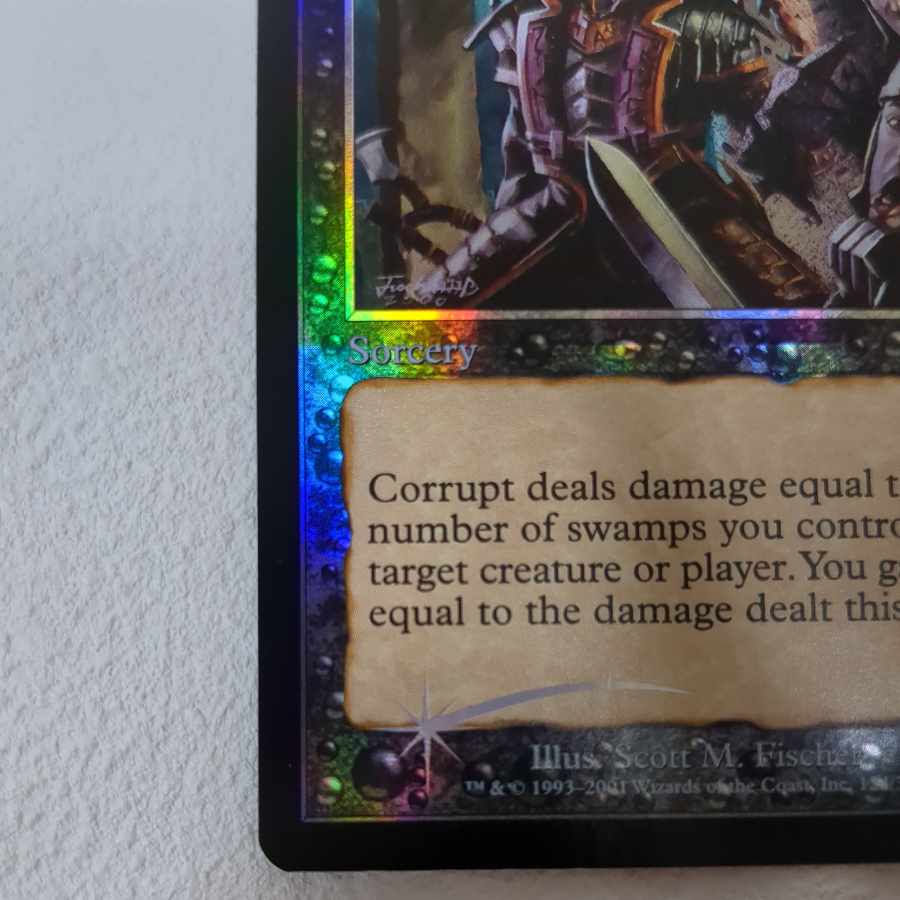 Sorcery
Corrupt deals damage equal t
number of swamps you contro
target creature or player. You ga
equal to the damage dealt this
Illus. Scott M. Fischer
™ & © 1993–2001 Wizards of the Coast, Inc.